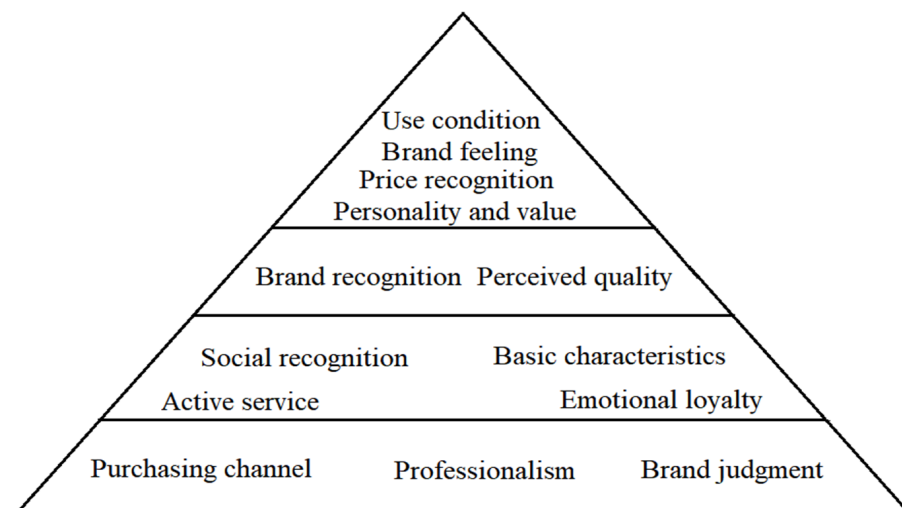 Use condition
Brand feeling
Price recognition
Personality and value
Brand recognition Perceived quality
Social recognition Basic characteristics
Active service Emotional loyalty
Purchasing channel Professionalism Brand judgment